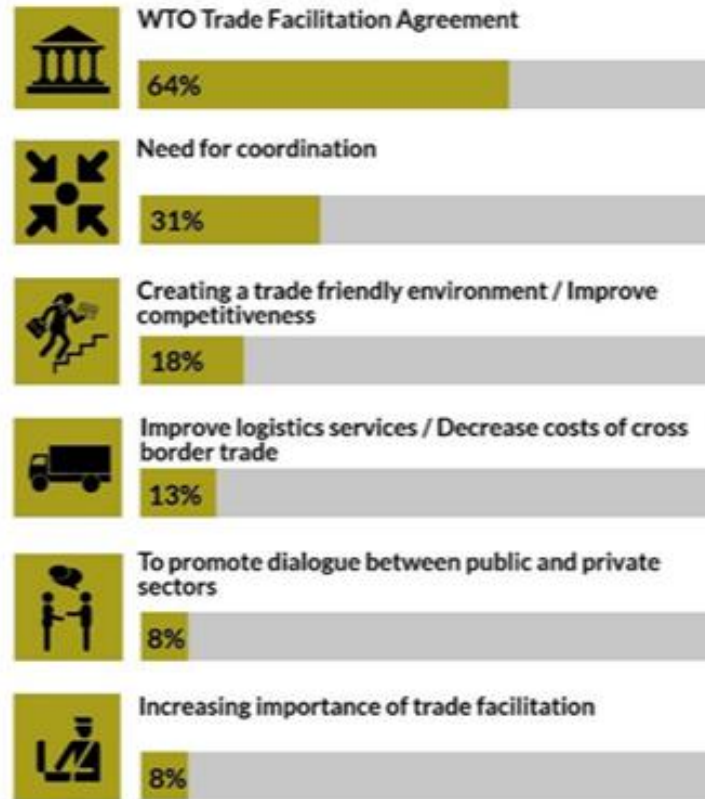 WTO Trade Facilitation Agreement
64%
Need for coordination
31%
Creating a trade friendly environment / Improve
competitiveness
18%
Improve logistics services / Decrease costs of cross
border trade
13%
To promote dialogue between public and private
sectors
8%
Increasing importance of trade facilitation
8%